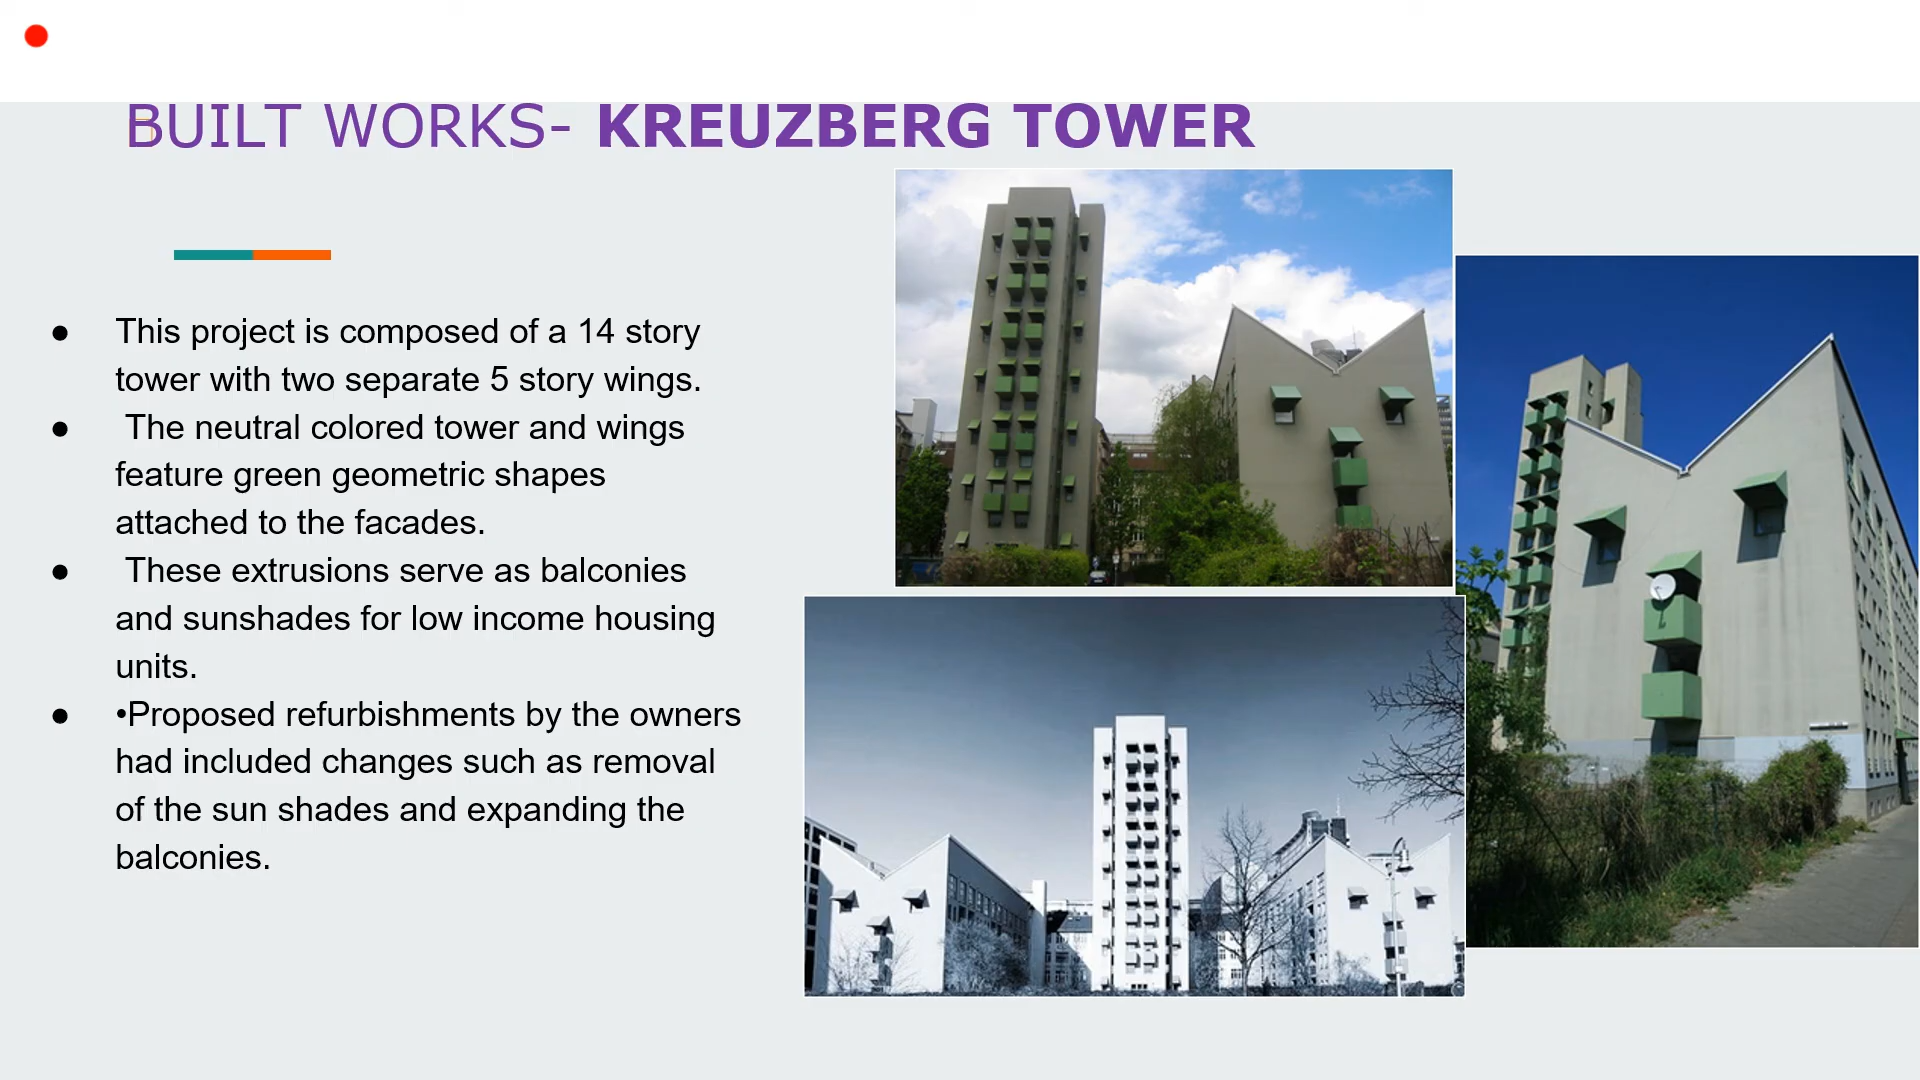 BUILT WORKS- KREUZBERG TOWER
● This project is composed of a 14 story
tower with two separate 5 story wings.
● The neutral colored tower and wings
feature green geometric shapes
attached to the facades.
● These extrusions serve as balconies
and sunshades for low income housing
units.
● •Proposed refurbishments by the owners
had included changes such as removal
of the sun shades and expanding the
balconies.